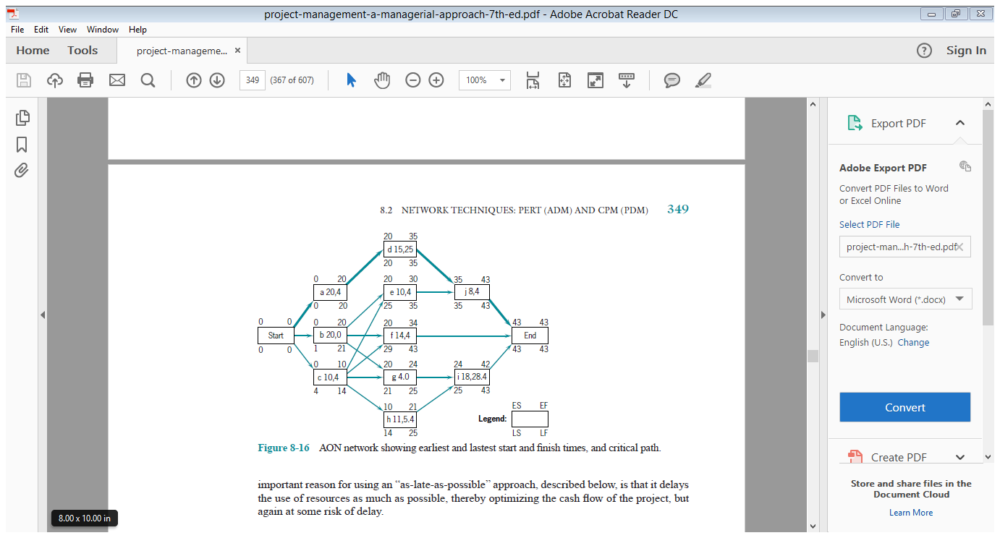 project-management-a-managerial-approach-7th-ed.pdf - Adobe Acrobat Reader DC
File Edit View Window Help
Home Tools project-manageme... × ? Sign In
349 (367 of 607) 100%
Export PDF
Adobe Export PDF
Convert PDF Files to Word
or Excel Online
Select PDF File
project-man...h-7th-ed.pdf
Convert to
Microsoft Word (*.docx)
Document Language:
English (U.S.) Change
Convert
Create PDF
Store and share files in the
Document Cloud
Learn More
8.2 NETWORK TECHNIQUES: PERT (ADM) AND CPM (PDM) 349
20 35
d 15,25
20 35
0 20 20 30 35 43
a 20,4 e 10,4 j 8,4
0 20 25 35 35 43
0 0 0 20 20 34 43 43
Start b 20,0 f 14,4 End
0 0 1 21 29 43 43 43
0 10 20 24 24 42
c 10,4 g 4.0 i 18,28.4
4 14 21 25 25 43
10 21 ES EF
h 11,5.4 Legend:
14 25 LS LF
Figure 8-16 AON network showing earliest and lastest start and finish times, and critical path.
important reason for using an “as-late-as-possible” approach, described below, is that it delays
the use of resources as much as possible, thereby optimizing the cash flow of the project, but
again at some risk of delay.
8.00 x 10.00 in